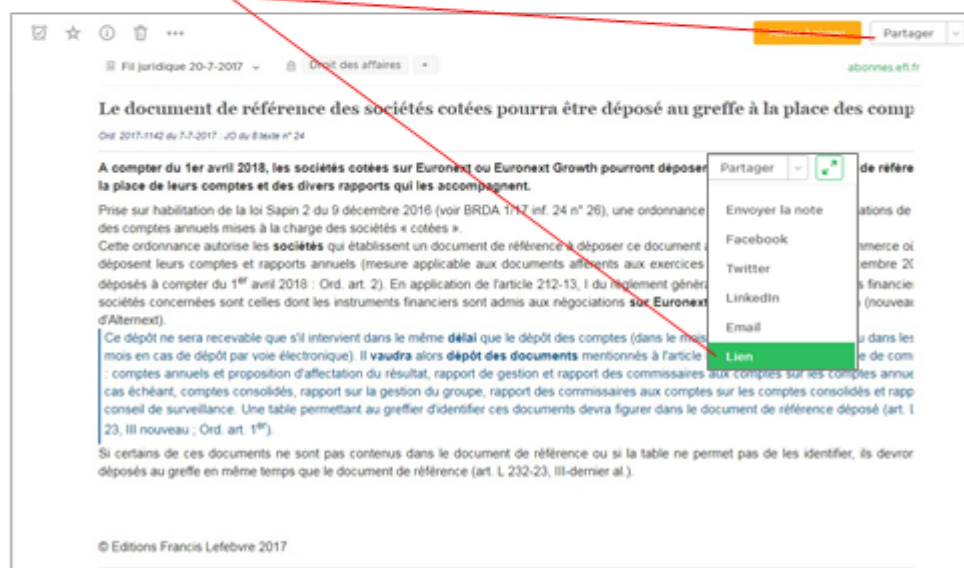 Partager
Fil juridique 20-7-2017
Droit des affaires
abonnes.efl.fr
Le document de référence des sociétés cotées pourra être déposé au greffe à la place des comp
Ord. 2017-1142 du 7-7-2017 : JO du 8 texte n° 24
A compter du 1er avril 2018, les sociétés cotées sur Euronext ou Euronext Growth pourront déposer de référe
la place de leurs comptes et des divers rapports qui les accompagnent.
Prise sur habilitation de la loi Sapin 2 du 9 décembre 2016 (voir BRDA 1/17 inf. 24 n° 26), une ordonnance ations de
des comptes annuels mises à la charge des sociétés « cotées ».
Cette ordonnance autorise les sociétés qui établissent un document de référence à déposer ce document a mmerce où
déposent leurs comptes et rapports annuels (mesure applicable aux documents afférents aux exercices embre 20
déposés à compter du 1er avril 2018 : Ord. art. 2). En application de l'article 212-13, I du règlement génér s financie
sociétés concernées sont celles dont les instruments financiers sont admis aux négociations sur Euronext (nouveau
d'Alternext).
Ce dépôt ne sera recevable que s'il intervient dans le même délai que le dépôt des comptes (dans le mois u dans les
mois en cas de dépôt par voie électronique). Il vaudra alors dépôt des documents mentionnés à l'article e de com
: comptes annuels et proposition d'affectation du résultat, rapport de gestion et rapport des commissaires aux comptes sur les comptes annue
cas échéant, comptes consolidés, rapport sur la gestion du groupe, rapport des commissaires aux comptes sur les comptes consolidés et rapp
conseil de surveillance. Une table permettant au greffier d'identifier ces documents devra figurer dans le document de référence déposé (art. L
23, III nouveau ; Ord. art. 1er).
Si certains de ces documents ne sont pas contenus dans le document de référence ou si la table ne permet pas de les identifier, ils devror
déposés au greffe en même temps que le document de référence (art. L 232-23, III-dernier al.).
Partager
Envoyer la note
Facebook
Twitter
LinkedIn
Email
Lien
© Editions Francis Lefebvre 2017